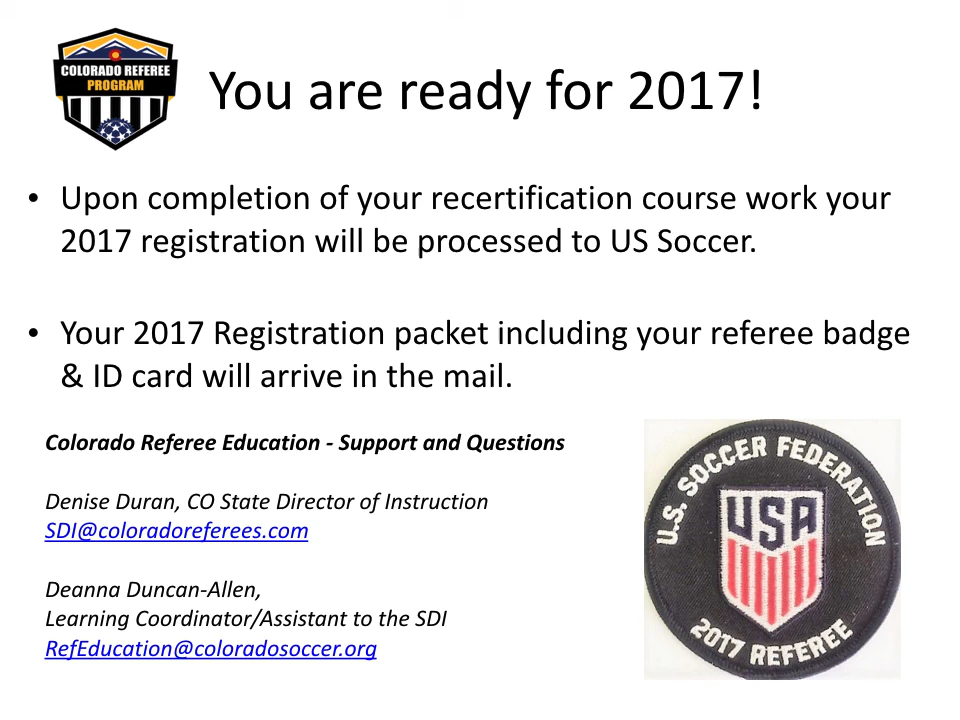 COLORADO REFEREE
PROGRAM
You are ready for 2017!
• Upon completion of your recertification course work your
2017 registration will be processed to US Soccer.
• Your 2017 Registration packet including your referee badge
& ID card will arrive in the mail.
Colorado Referee Education - Support and Questions
Denise Duran, CO State Director of Instruction
SDI@coloradoreferees.com
Deanna Duncan-Allen,
Learning Coordinator/Assistant to the SDI
RefEducation@coloradosoccer.org
U.S. SOCCER FEDERATION
USA
2017 REFEREE